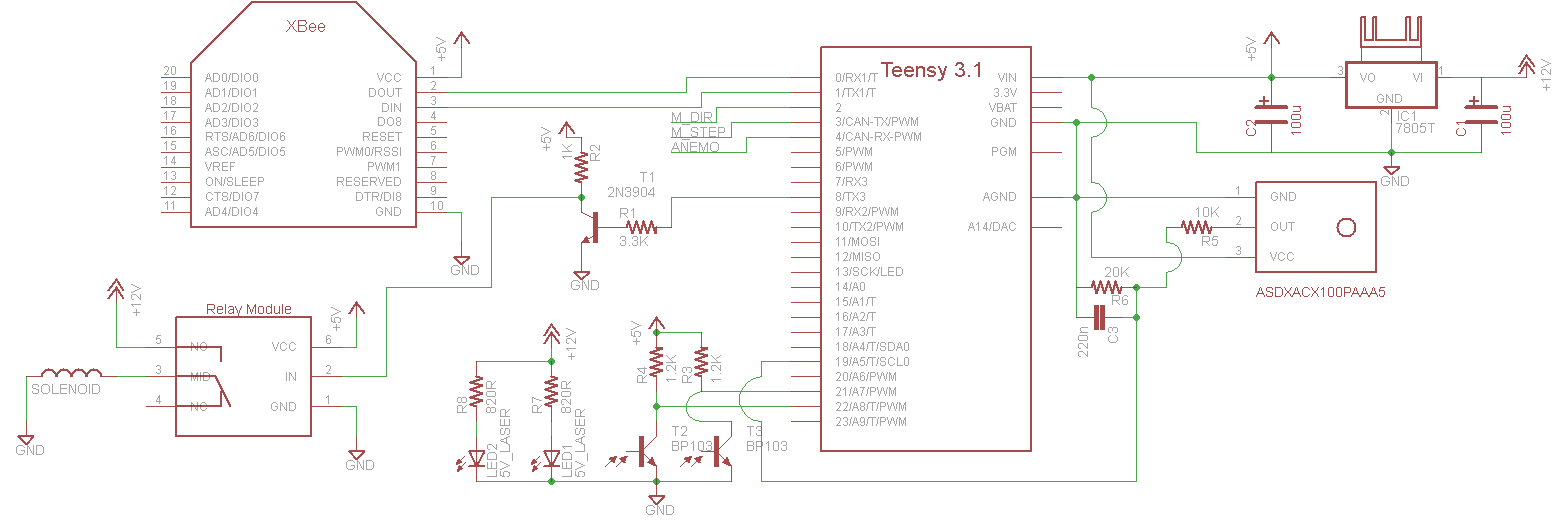 XBee
20 AD0/DIO0 VCC 1
19 AD1/DIO1 DOUT 2
18 AD2/DIO2 DIN 3
17 AD3/DIO3 DO8 4
16 RTS/AD6/DIO6 RESET 5
15 ASC/AD5/DIO5 PWM0/RSSI 6
14 VREF PWM1 7
13 ON/SLEEP RESERVED 8
12 CTS/DIO7 DTR/DI8 9
11 AD4/DIO4 GND 10
+5V
GND
+5V
1K
R2
T1
2N3904
R1
3.3K
GND
M_DIR
M_STEP
ANEMO
Teensy 3.1
0/RX1/T VIN
1/TX1/T 3.3V
2 VBAT
3/CAN-TX/PWM GND
4/CAN-RX-PWM
5/PWM PGM
6/PWM
7/RX3
8/TX3 AGND
9/RX2/PWM
10/TX2/PWM A14/DAC
11/MOSI
12/MISO
13/SCK/LED
14/A0
15/A1/T
16/A2/T
17/A3/T
18/A4/T/SDA0
19/A5/T/SCL0
20/A6/PWM
21/A7/PWM
22/A8/T/PWM
23/A9/T/PWM
+5V
C2
100u
3 VO VI 1
GND
2
IC1
7805T
C1
100u
+12V
GND
1 GND
2 OUT
3 VCC
ASDXACX100PAAA5
10K
R5
20K
R6
220n
C3
+12V
Relay Module
+5V
5 NO VCC 6
3 MID IN 2
4 NC GND 1
SOLENOID
GND
GND
+12V
R8
820R
R7
820R
LED2
5V_LASER
LED1
5V_LASER
+5V
R4
1.2K
R3
1.2K
T2
BP103
T3
BP103
GND